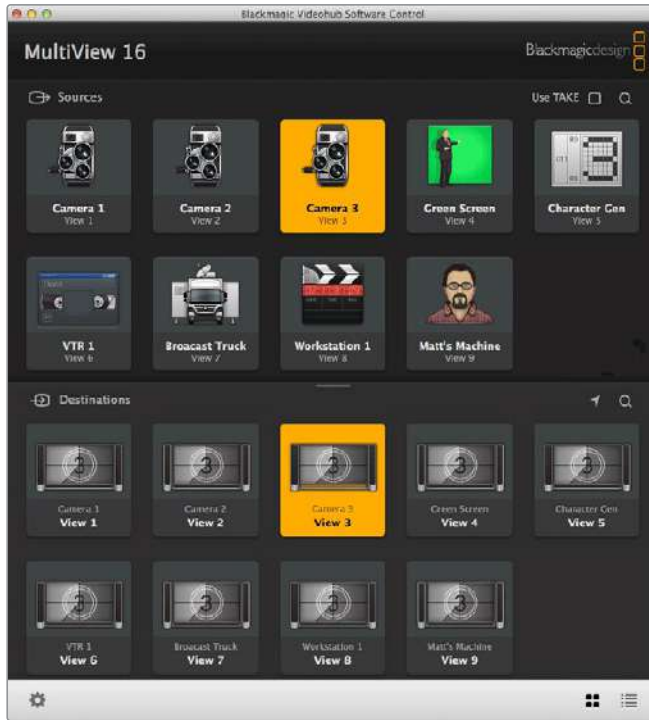 Blackmagic Videohub Software Control
MultiView 16
Blackmagicdesign
Sources
Use TAKE
Camera 1
View 1
Camera 2
View 2
Camera 3
View 3
Green Screen
View 4
Character Gen
View 5
VTR 1
View 6
Broacast Truck
View 7
Workstation 1
View 8
Matt's Machine
View 9
Destinations
Camera 1
View 1
Camera 2
View 2
Camera 3
View 3
Green Screen
View 4
Character Gen
View 5
VTR 1
View 6
Broacast Truck
View 7
Workstation 1
View 8
Matt's Machine
View 9